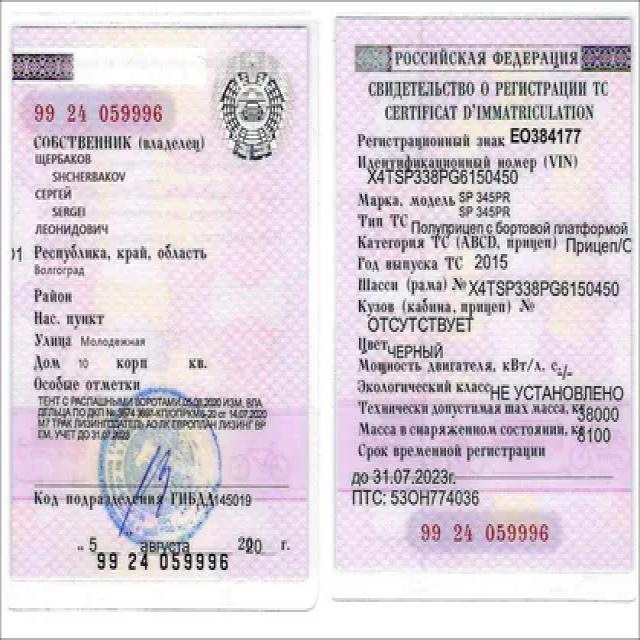 99 24 059996
СОБСТВЕННИК (владелец)
ЩЕРБАКОВ
SHCHERBAKOV
СЕРГЕЙ
SERGEI
ЛЕОНИДОВИЧ
Республика, край, область
Волгоград
Район
Нас. пункт
Улица Молодежная
Дом 10 корп кв.
Особые отметки
ТЕНТ С РАСПАШНЫМИ ВОРОТАМИ,05.08.2020 ИЗМ. ВЛА
ДЕЛЬЦА ПО ДКП № от 14.07.2020
М7 ТРАК ЛИЗИНГОДАТЕЛЬ АО ЛК ЕВРОПЛАН ЛИЗИНГ ВР
ЕМ. УЧЕТ ДО 31.07.2023
Код подразделения ГИБДД 1145019
.. 5 августа 2020 г.
99 24 059996
РОССИЙСКАЯ ФЕДЕРАЦИЯ
СВИДЕТЕЛЬСТВО О РЕГИСТРАЦИИ ТС
CERTIFICAT D'IMMATRICULATION
Регистрационный знак ЕО384177
Идентификационный номер (VIN)
X4TSP338PG6150450
Марка, модель SP 345PR
SP 345PR
Тип ТС Полуприцеп с бортовой платформой
Категория ТС (ABCD, прицеп) Прицеп/О
Год выпуска ТС 2015
Шасси (рама) № X4TSP338PG6150450
Кузов (кабина, прицеп) №
ОТСУТСТВУЕТ
Цвет ЧЕРНЫЙ
Мощность двигателя, кВт/л. с. -/-
Экологический класс НЕ УСТАНОВЛЕНО
Технически допустимая max масса, кг 38000
Масса в снаряженном состоянии, кг 8100
Срок временной регистрации
до 31.07.2023г.
ПТС: 53ОН774036
99 24 059996